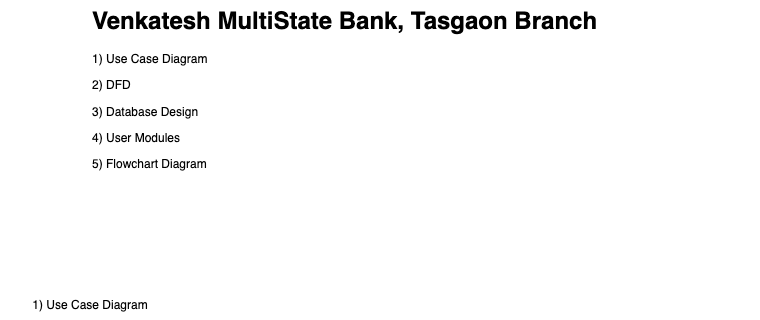 Venkatesh MultiState Bank, Tasgaon Branch
1) Use Case Diagram
2) DFD
3) Database Design
4) User Modules
5) Flowchart Diagram
1) Use Case Diagram